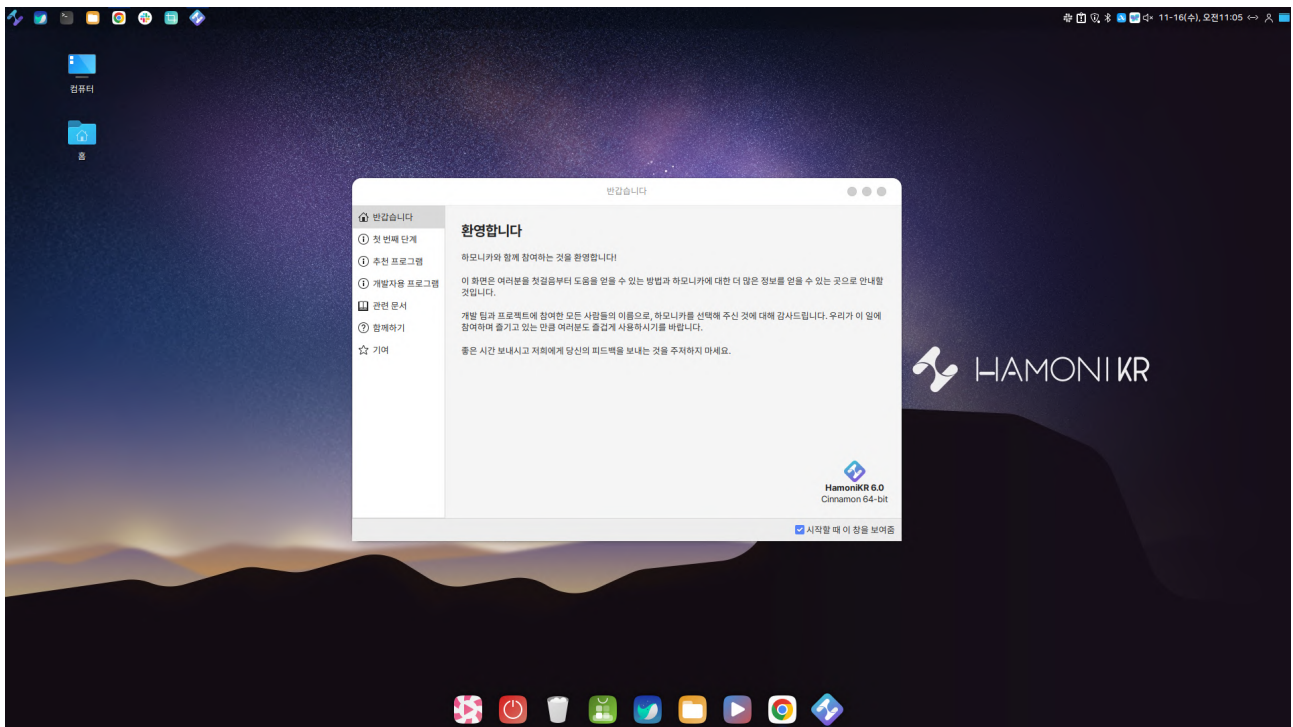 11-16(수), 오전11:05
컴퓨터
홈
반갑습니다
반갑습니다
첫 번째 단계
추천 프로그램
개발자용 프로그램
관련 문서
함께하기
기여
환영합니다
하모니카와 함께 참여하는 것을 환영합니다!
이 화면은 여러분을 첫걸음부터 도움을 얻을 수 있는 방법과 하모니카에 대한 더 많은 정보를 얻을 수 있는 곳으로 안내할
것입니다.
개발 팀과 프로젝트에 참여한 모든 사람들의 이름으로, 하모니카를 선택해 주신 것에 대해 감사드립니다. 우리가 이 일에
참여하며 즐기고 있는 만큼 여러분도 즐겁게 사용하시기를 바랍니다.
좋은 시간 보내시고 저희에게 당신의 피드백을 보내는 것을 주저하지 마세요.
HamoniKR 6.0
Cinnamon 64-bit
시작할 때 이 창을 보여줌
HAMONIKR